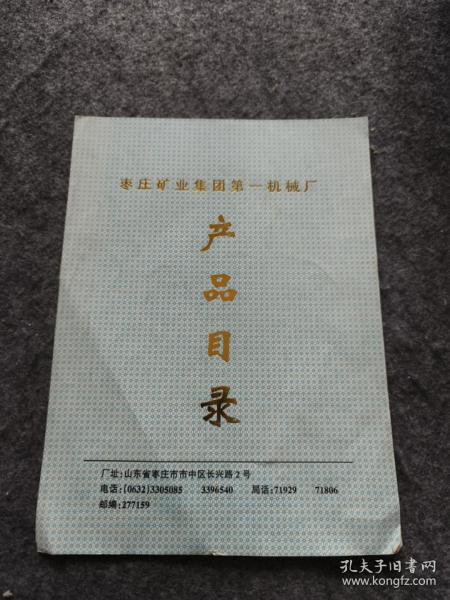 枣庄矿业集团第一机械厂
产
品
目
录
厂址:山东省枣庄市市中区长兴路2号
电话:(0632)3305085 3396540 局话:71929 71806
邮编:277159
孔夫子旧书网
www.kongfz.com